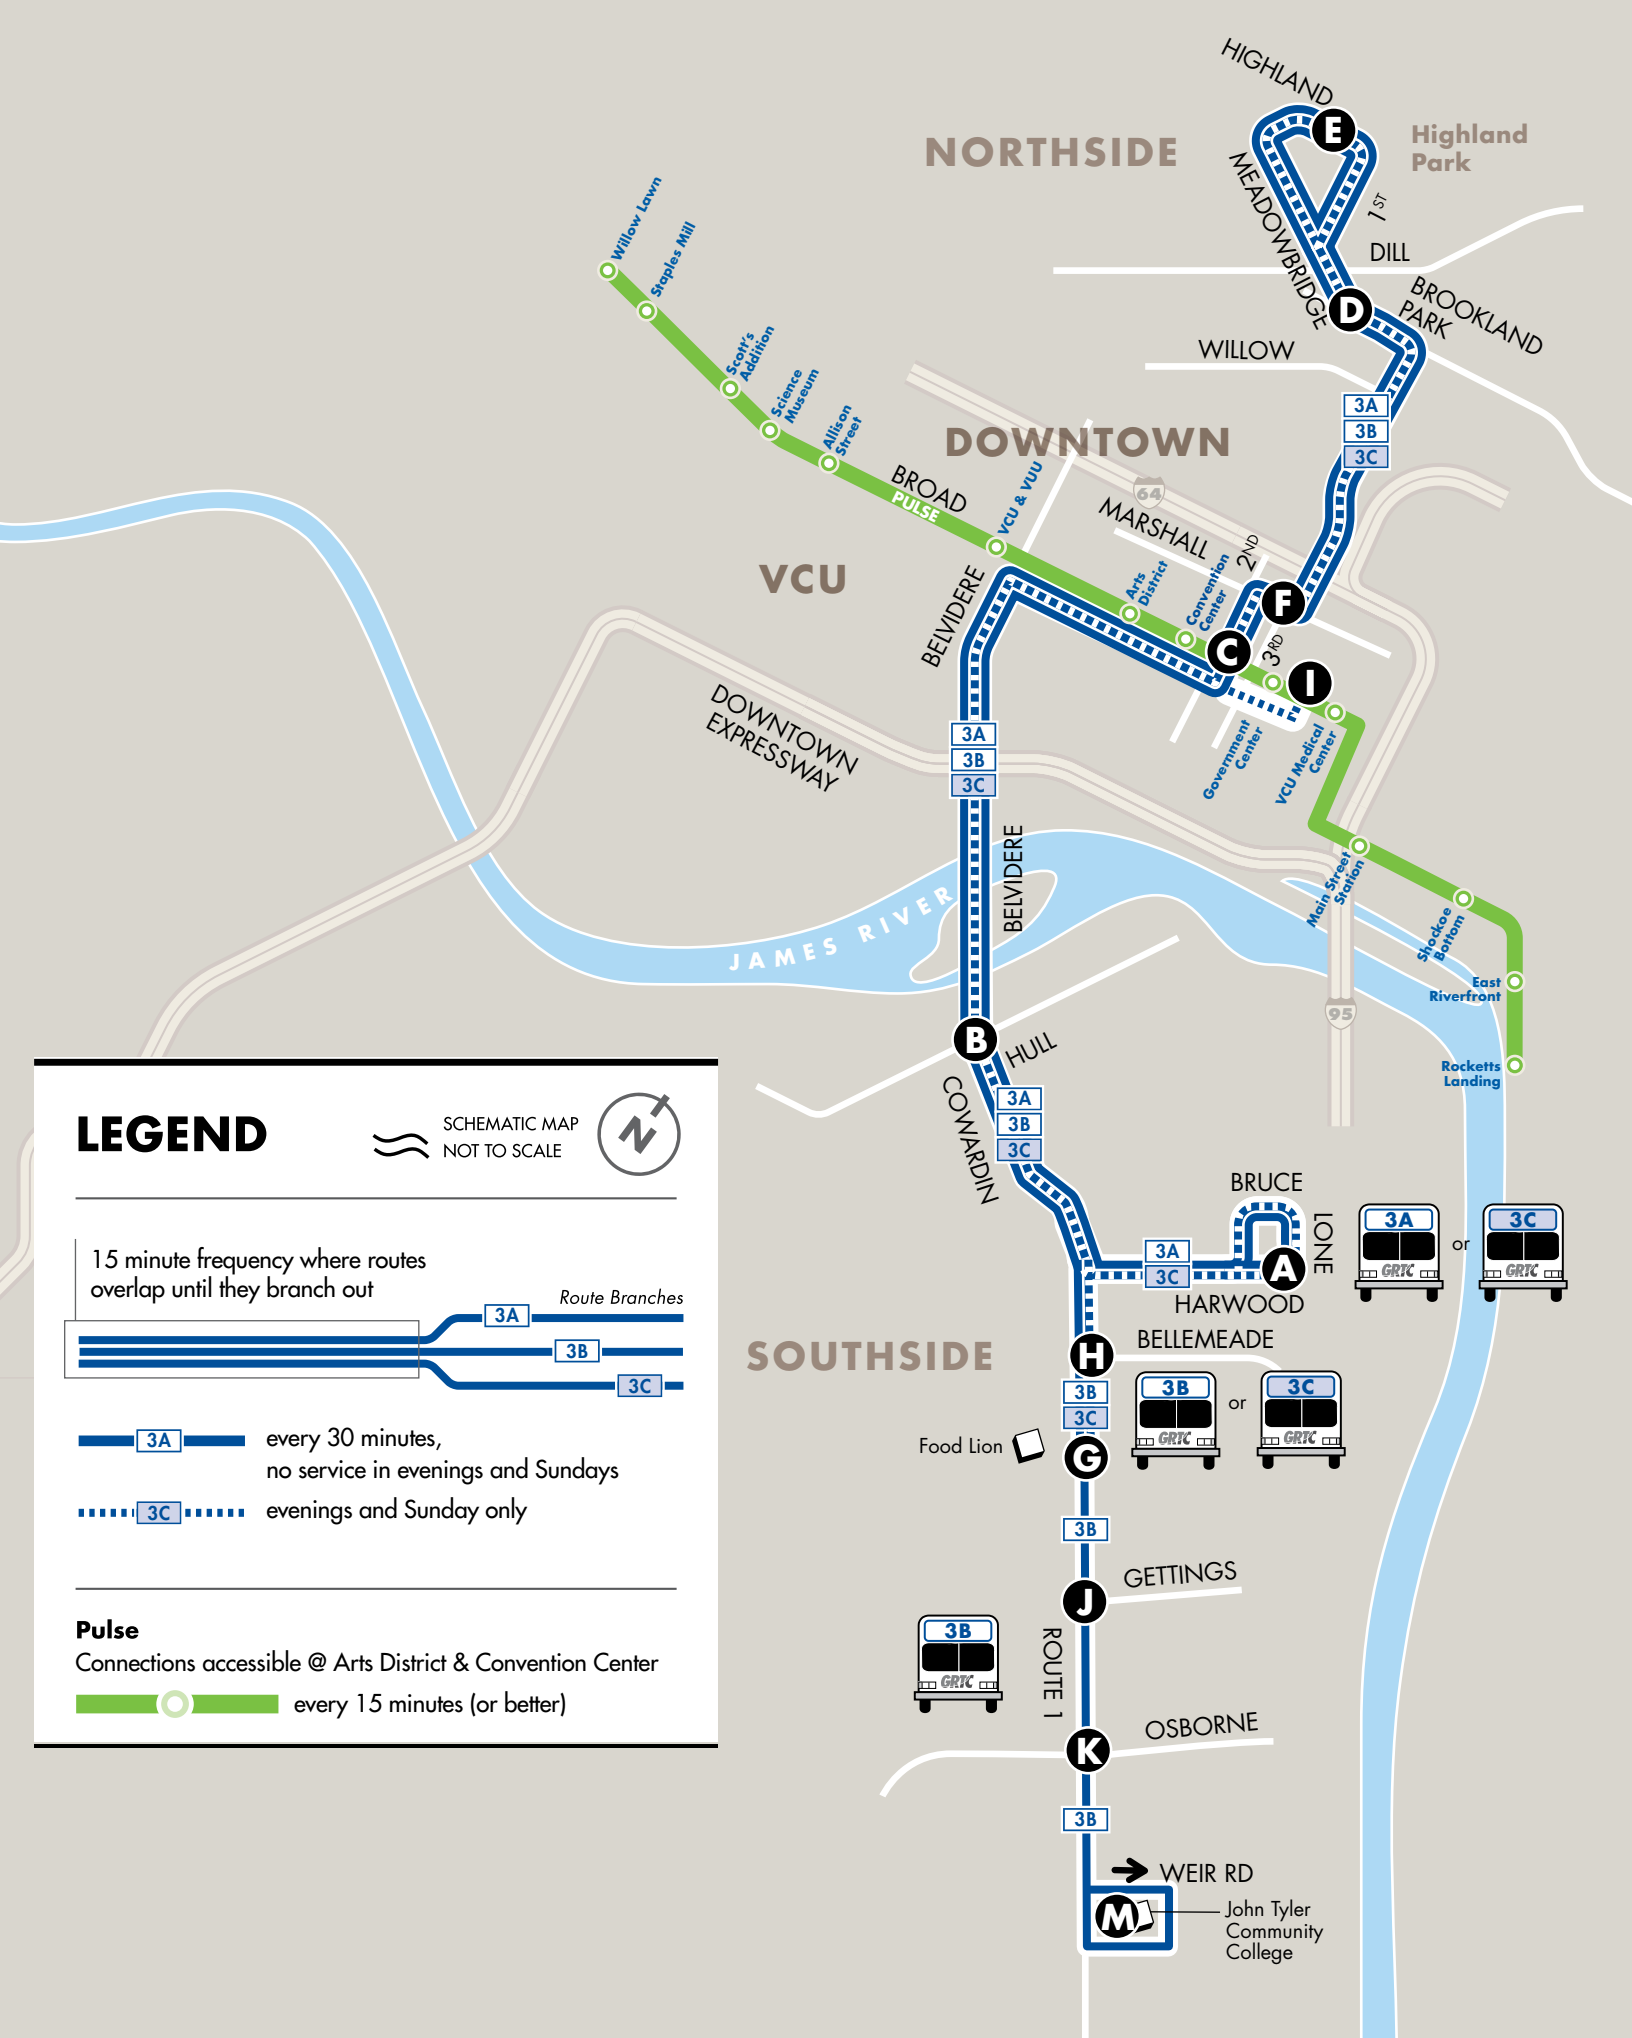 HIGHLAND
E
NORTHSIDE
Highland
Park
MEADOWBRIDGE
1ST
DILL
Willow Lawn
Staples Mill
D
BROOKLAND
PARK
WILLOW
Scott's
Addition
Science
Museum
Allison
Street
3A
3B
3C
DOWNTOWN
BROAD
PULSE
VCU & VUU
64
MARSHALL
2ND
VCU
BELVIDERE
Arts
District
Convention
Center
F
C
3RD
I
DOWNTOWN
EXPRESSWAY
3A
3B
3C
Government
Center
VCU Medical
Center
BELVIDERE
JAMES RIVER
Main Street
Station
Shockoe
Bottom
East
Riverfront
95
B
HULL
Rocketts
Landing
COWARDIN
3A
3B
3C
LEGEND
SCHEMATIC MAP
NOT TO SCALE
N
15 minute frequency where routes
overlap until they branch out
Route Branches
3A
3B
3C
3A
every 30 minutes,
no service in evenings and Sundays
3C
evenings and Sunday only
Pulse
Connections accessible @ Arts District & Convention Center
every 15 minutes (or better)
BRUCE
LONE
3A
3C
A
HARWOOD
3A
or
3C
GRTC
GRTC
SOUTHSIDE
H
BELLEMEADE
3B
3C
3B
or
3C
GRTC
GRTC
Food Lion
G
3B
J
GETTINGS
3B
GRTC
ROUTE 1
K
OSBORNE
3B
WEIR RD
M
John Tyler
Community
College